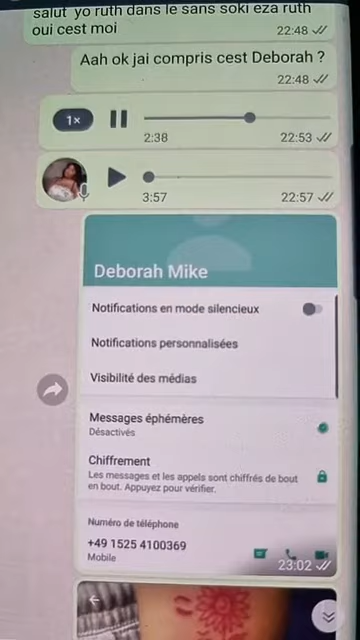 salut yo ruth dans le sans soki eza ruth
oui cest moi
22:48
Aah ok jai compris cest Deborah ?
22:48
1×
2:38
22:53
3:57
22:57
Deborah Mike
Notifications en mode silencieux
Notifications personnalisées
Visibilité des médias
Messages éphémères
Désactivés
Chiffrement
Les messages et les appels sont chiffrés de bout
en bout. Appuyez pour vérifier.
Numéro de téléphone
+49 1525 4100369
Mobile
23:02